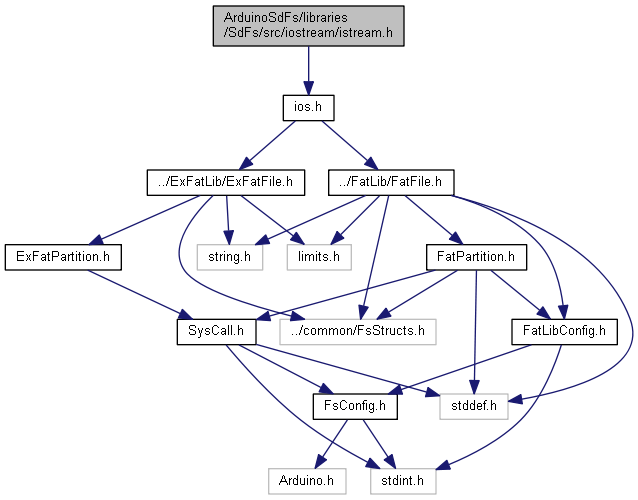 ArduinoSdFs/libraries
/SdFs/src/iostream/istream.h
ios.h
../ExFatLib/ExFatFile.h
../FatLib/FatFile.h
ExFatPartition.h
string.h
limits.h
FatPartition.h
SysCall.h
../common/FsStructs.h
FatLibConfig.h
FsConfig.h
stddef.h
Arduino.h
stdint.h